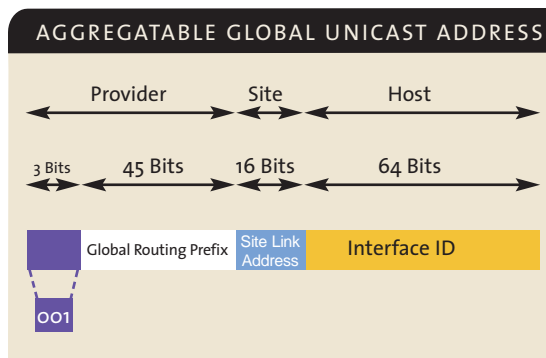 AGGREGATABLE GLOBAL UNICAST ADDRESS
Provider Site Host
3 Bits 45 Bits 16 Bits 64 Bits
Global Routing Prefix Site Link Address Interface ID
001